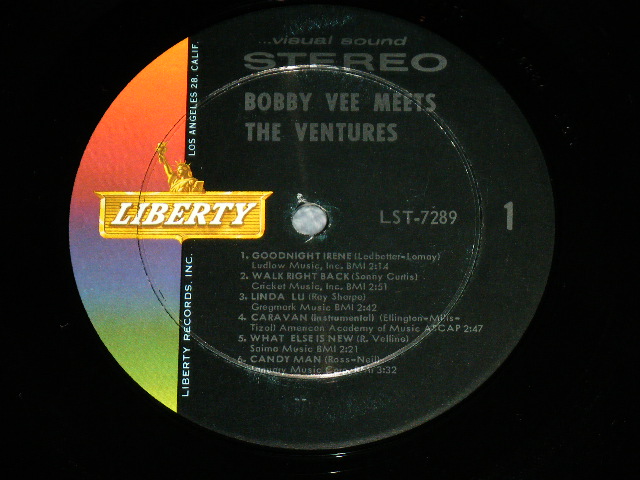 ...visual sound
STEREO
BOBBY VEE MEETS
THE VENTURES
LIBERTY
LST-7289
1
1. GOODNIGHT IRENE (Ledbetter-Lomay)
Ludlow Music, Inc. BMI 2:14
2. WALK RIGHT BACK (Sonny Curtis)
Cricket Music, Inc. BMI 2:51
3. LINDA LU (Ray Sharpe)
Gregmark Music BMI 2:42
4. CARAVAN (Instrumental) (Ellington-Mills-
Tizol) American Academy of Music ASCAP 2:47
5. WHAT ELSE IS NEW (R. Vellino)
Saima Music BMI 2:21
6. CANDY MAN (Ross-Neil)
January Music BMI 3:32
LIBERTY RECORDS, INC.
LOS ANGELES 28, CALIF.